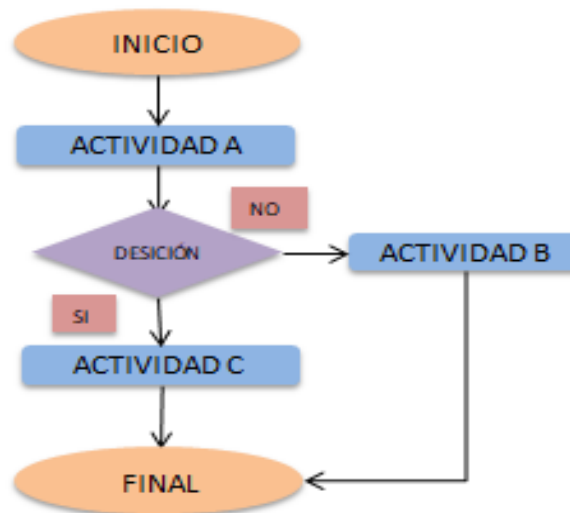 INICIO
ACTIVIDAD A
NO
DESICIÓN
ACTIVIDAD B
SI
ACTIVIDAD C
FINAL